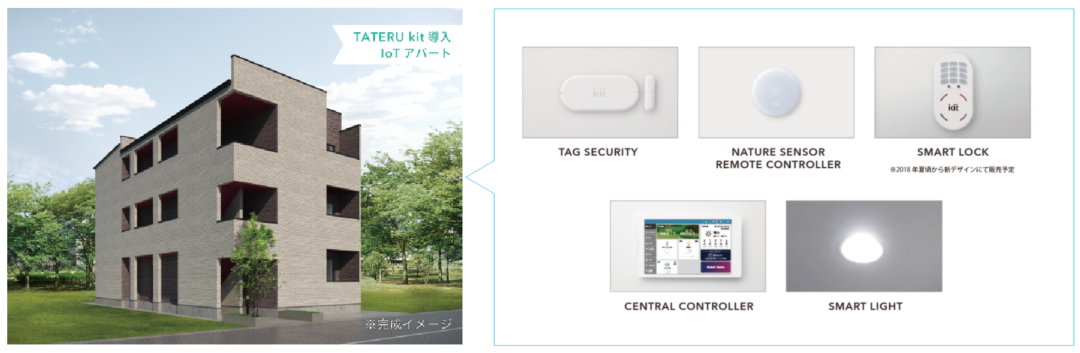 TATERU kit 導入
IoT アパート
※完成イメージ
kit
kit
TAG SECURITY
NATURE SENSOR
REMOTE CONTROLLER
SMART LOCK
※2018 年夏頃から新デザインにて販売予定
CENTRAL CONTROLLER
SMART LIGHT